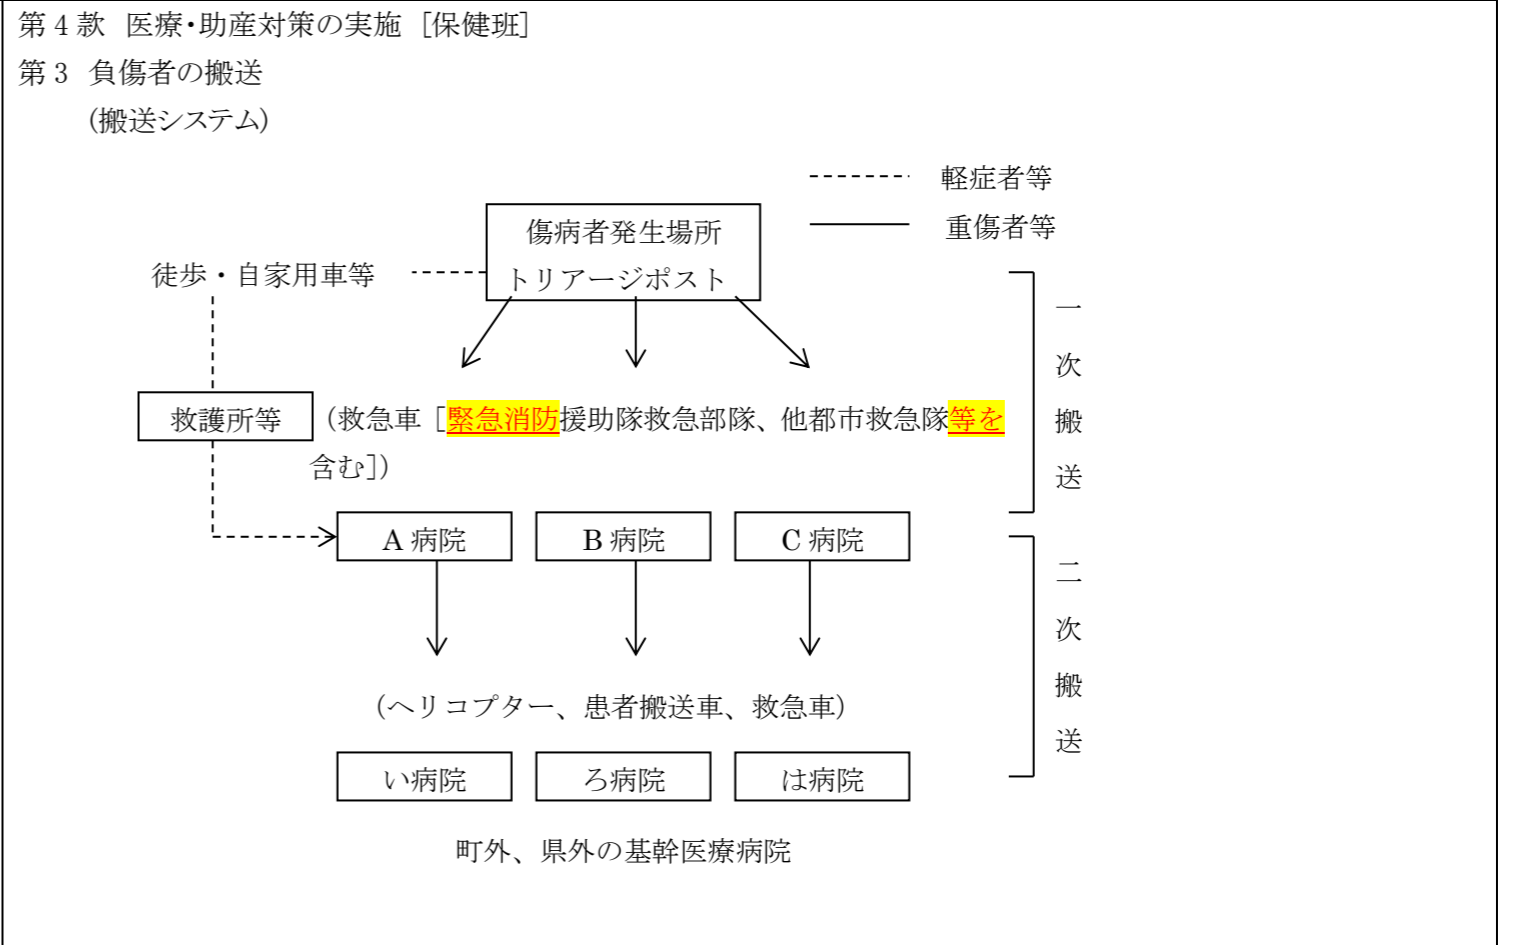 第4款 医療・助産対策の実施［保健班］
第3 負傷者の搬送
(搬送システム)
軽症者等
重傷者等
傷病者発生場所
トリアージポスト
徒歩・自家用車等
一次搬送
救護所等
(救急車［緊急消防援助隊救急部隊、他都市救急隊等を
含む］)
A病院
B病院
C病院
二次搬送
(ヘリコプター、患者搬送車、救急車)
い病院
ろ病院
は病院
町外、県外の基幹医療病院